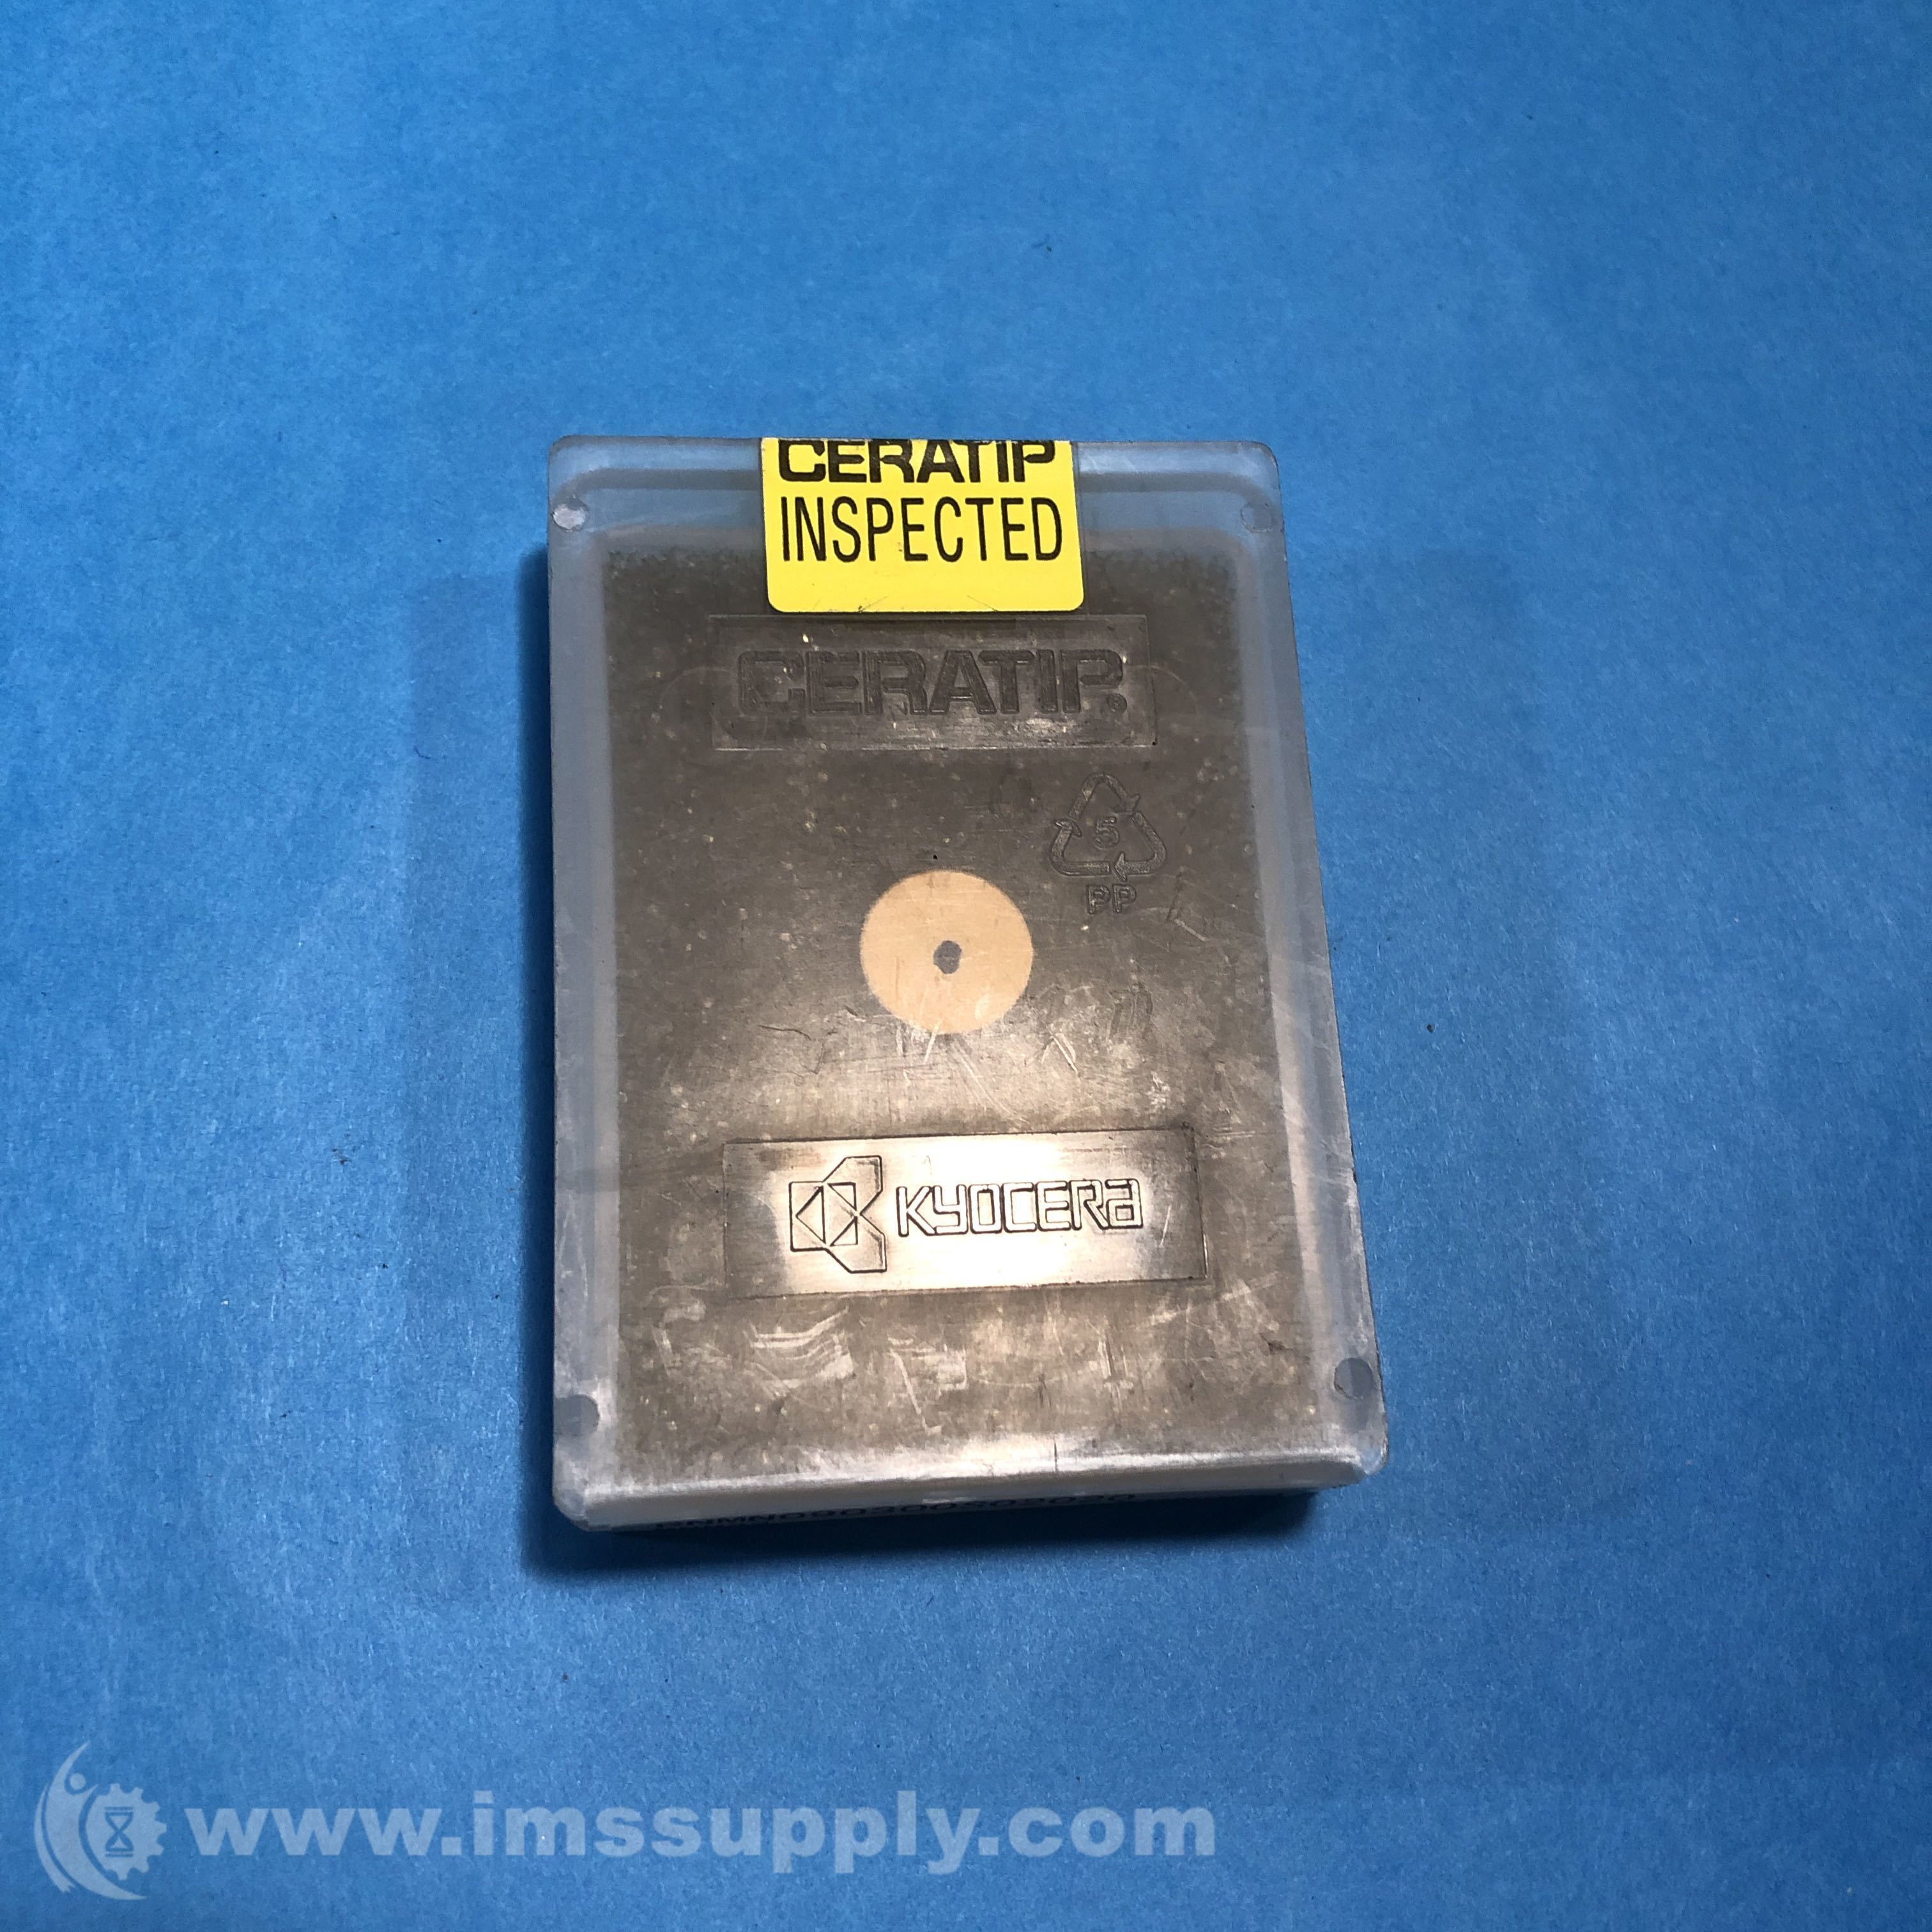 CERATIP
INSPECTED
CERATIP®
5
PP
KYOCERA
www.imssupply.com